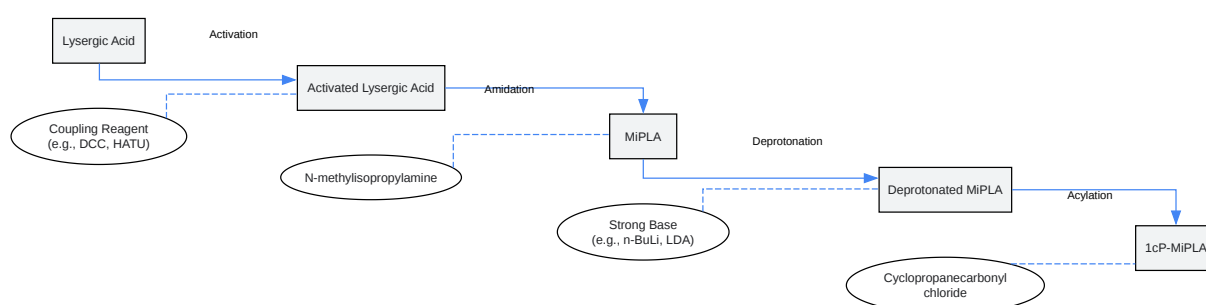 Lysergic Acid
Activation
Activated Lysergic Acid
Amidation
Coupling Reagent
(e.g., DCC, HATU)
MiPLA
Deprotonation
N-methylisopropylamine
Deprotonated MiPLA
Acylation
Strong Base
(e.g., n-BuLi, LDA)
1cP-MiPLA
Cyclopropanecarbonyl
chloride